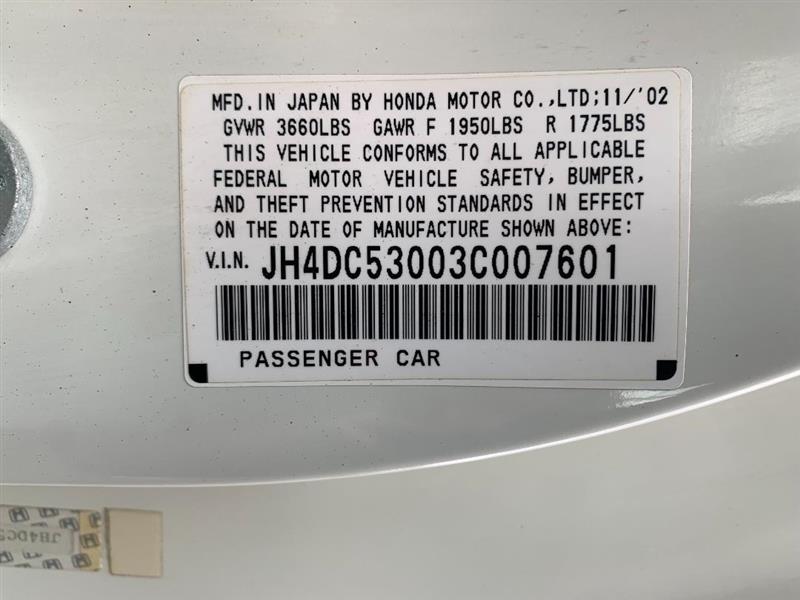 MFD.IN JAPAN BY HONDA MOTOR CO.,LTD;11/'02
GVWR 3660LBS GAWR F 1950LBS R 1775LBS
THIS VEHICLE CONFORMS TO ALL APPLICABLE
FEDERAL MOTOR VEHICLE SAFETY, BUMPER,
AND THEFT PREVENTION STANDARDS IN EFFECT
ON THE DATE OF MANUFACTURE SHOWN ABOVE:
V.I.N. JH4DC53003C007601
PASSENGER CAR
JH4DC5